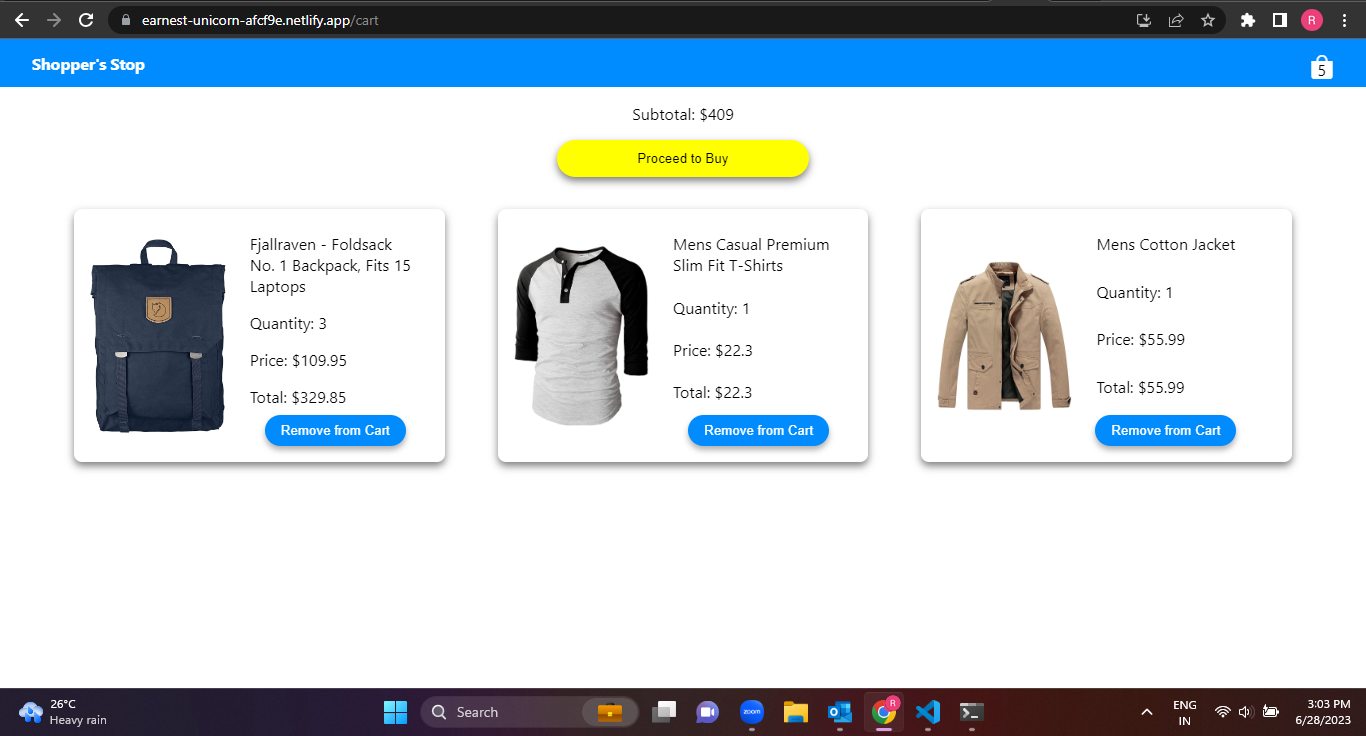 earnest-unicorn-afcf9e.netlify.app/cart
R
Shopper's Stop
5
Subtotal: $409
Proceed to Buy
Fjallraven - Foldsack
No. 1 Backpack, Fits 15
Laptops
Quantity: 3
Price: $109.95
Total: $329.85
Remove from Cart
Mens Casual Premium
Slim Fit T-Shirts
Quantity: 1
Price: $22.3
Total: $22.3
Remove from Cart
Mens Cotton Jacket
Quantity: 1
Price: $55.99
Total: $55.99
Remove from Cart
26°C
Heavy rain
Search
zoom
R
ENG
IN
3:03 PM
6/28/2023